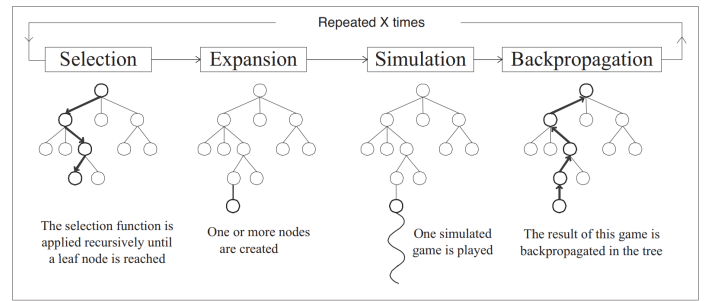 Repeated X times
Selection
Expansion
Simulation
Backpropagation
The selection function is
applied recursively until
a leaf node is reached
One or more nodes
are created
One simulated
game is played
The result of this game is
backpropagated in the tree